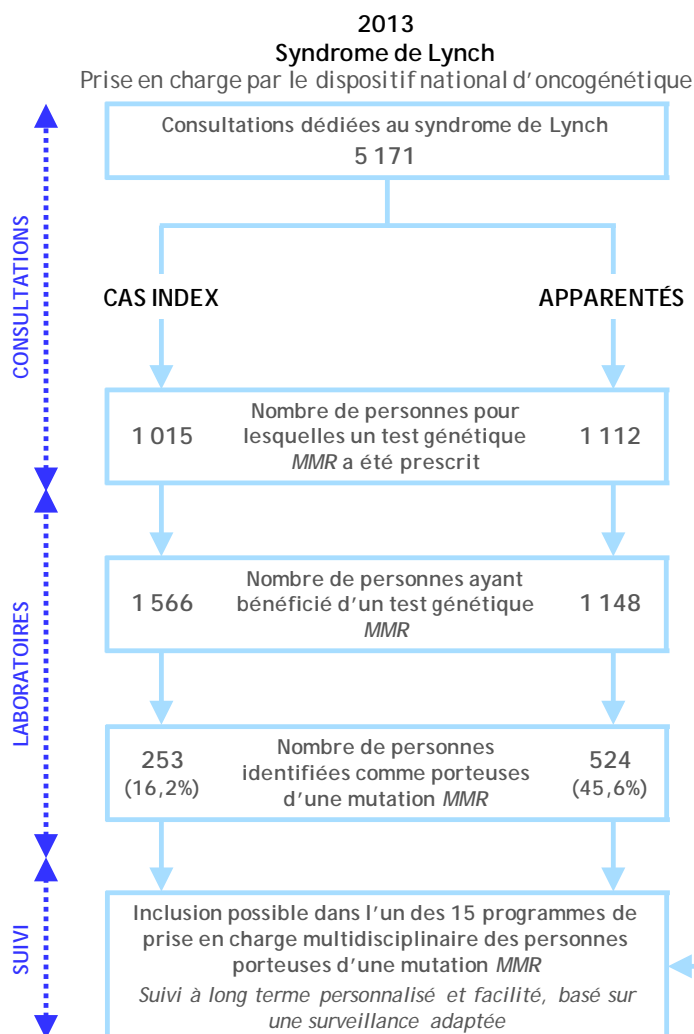 2013
Syndrome de Lynch
Prise en charge par le dispositif national d'oncogénétique
Consultations dédiées au syndrome de Lynch
5 171
CONSULTATIONS
CAS INDEX
APPARENTÉS
1 015
Nombre de personnes pour
lesquelles un test génétique
MMR a été prescrit
1 112
LABORATOIRES
1 566
Nombre de personnes ayant
bénéficié d'un test génétique
MMR
1 148
253
(16,2%)
Nombre de personnes
identifiées comme porteuses
d'une mutation MMR
524
(45,6%)
SUIVI
Inclusion possible dans l'un des 15 programmes de
prise en charge multidisciplinaire des personnes
porteuses d'une mutation MMR
Suivi à long terme personnalisé et facilité, basé sur
une surveillance adaptée